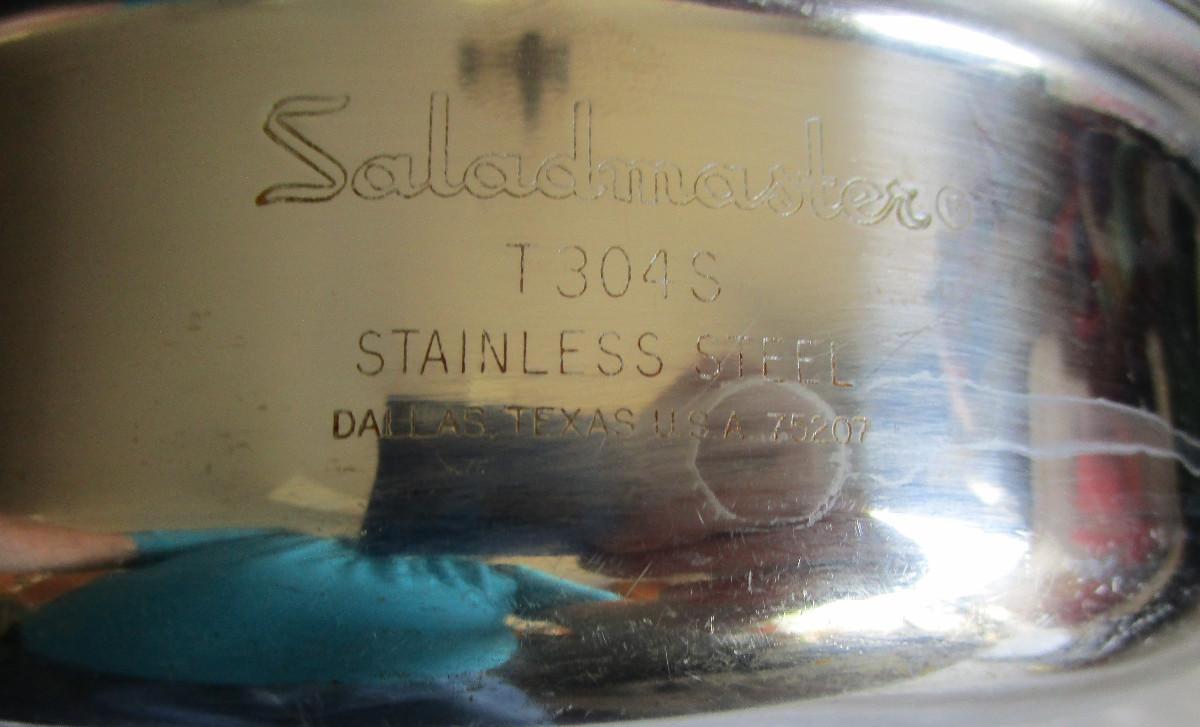 Saladmaster®
T304S
STAINLESS STEEL
DALLAS, TEXAS U S A 75207